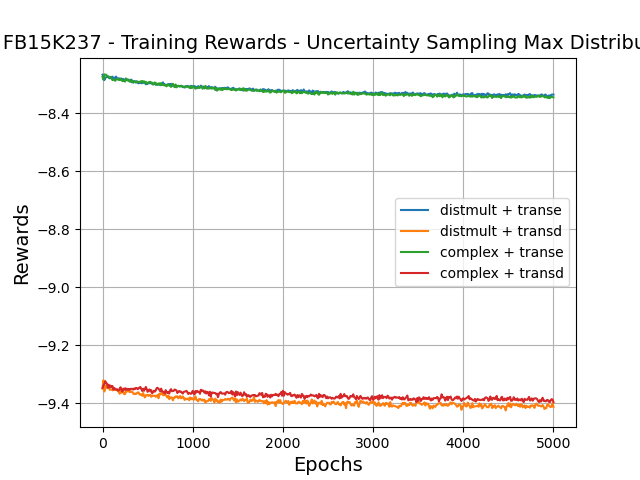 FB15K237 - Training Rewards - Uncertainty Sampling Max Distribu
−8.4
−8.6
−8.8
−9.0
−9.2
−9.4
Rewards
distmult + transe
distmult + transd
complex + transe
complex + transd
0 1000 2000 3000 4000 5000
Epochs